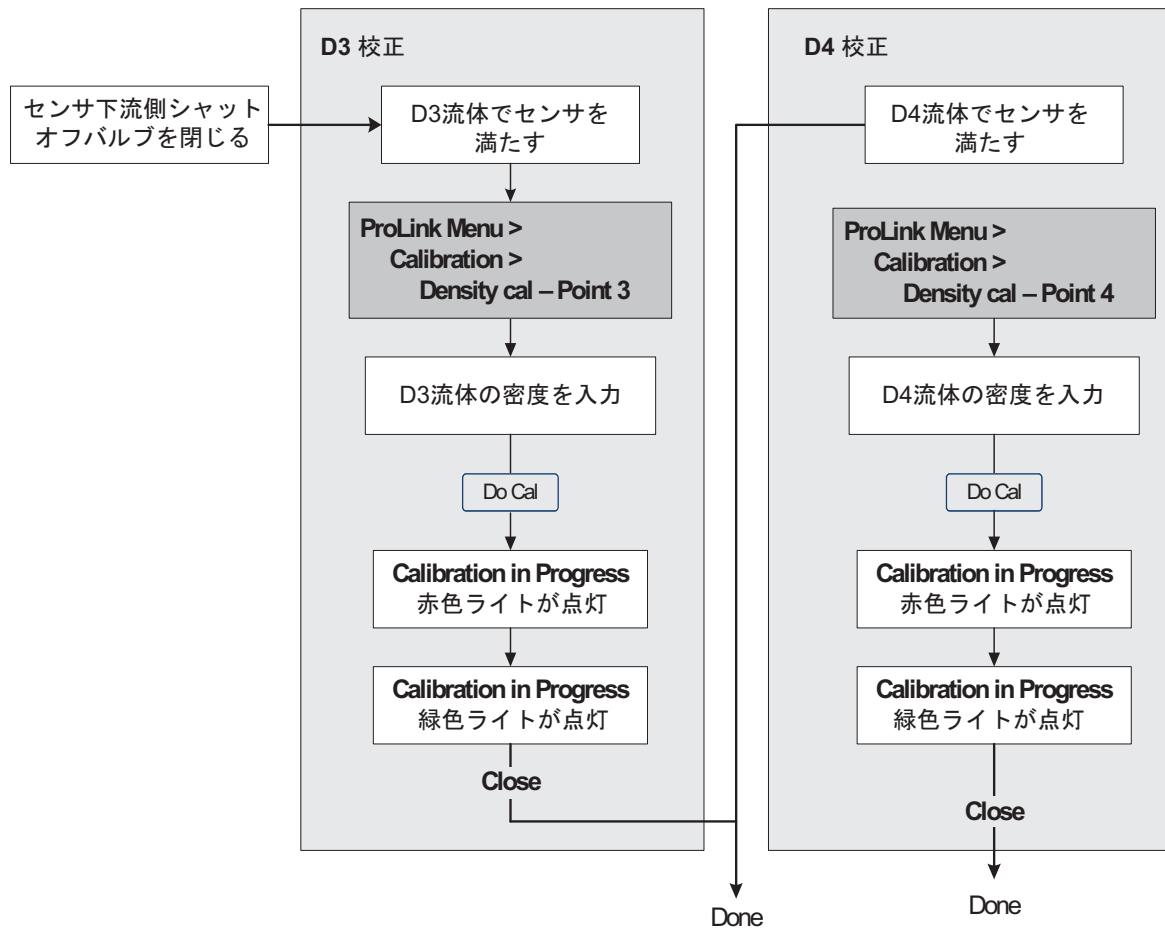 センサ下流側シャット
オフバルブを閉じる
D3 校正
D3流体でセンサを
満たす
ProLink Menu >
Calibration >
Density cal – Point 3
D3流体の密度を入力
Do Cal
Calibration in Progress
赤色ライトが点灯
Calibration in Progress
緑色ライトが点灯
Close
Done
D4 校正
D4流体でセンサを
満たす
ProLink Menu >
Calibration >
Density cal – Point 4
D4流体の密度を入力
Do Cal
Calibration in Progress
赤色ライトが点灯
Calibration in Progress
緑色ライトが点灯
Close
Done